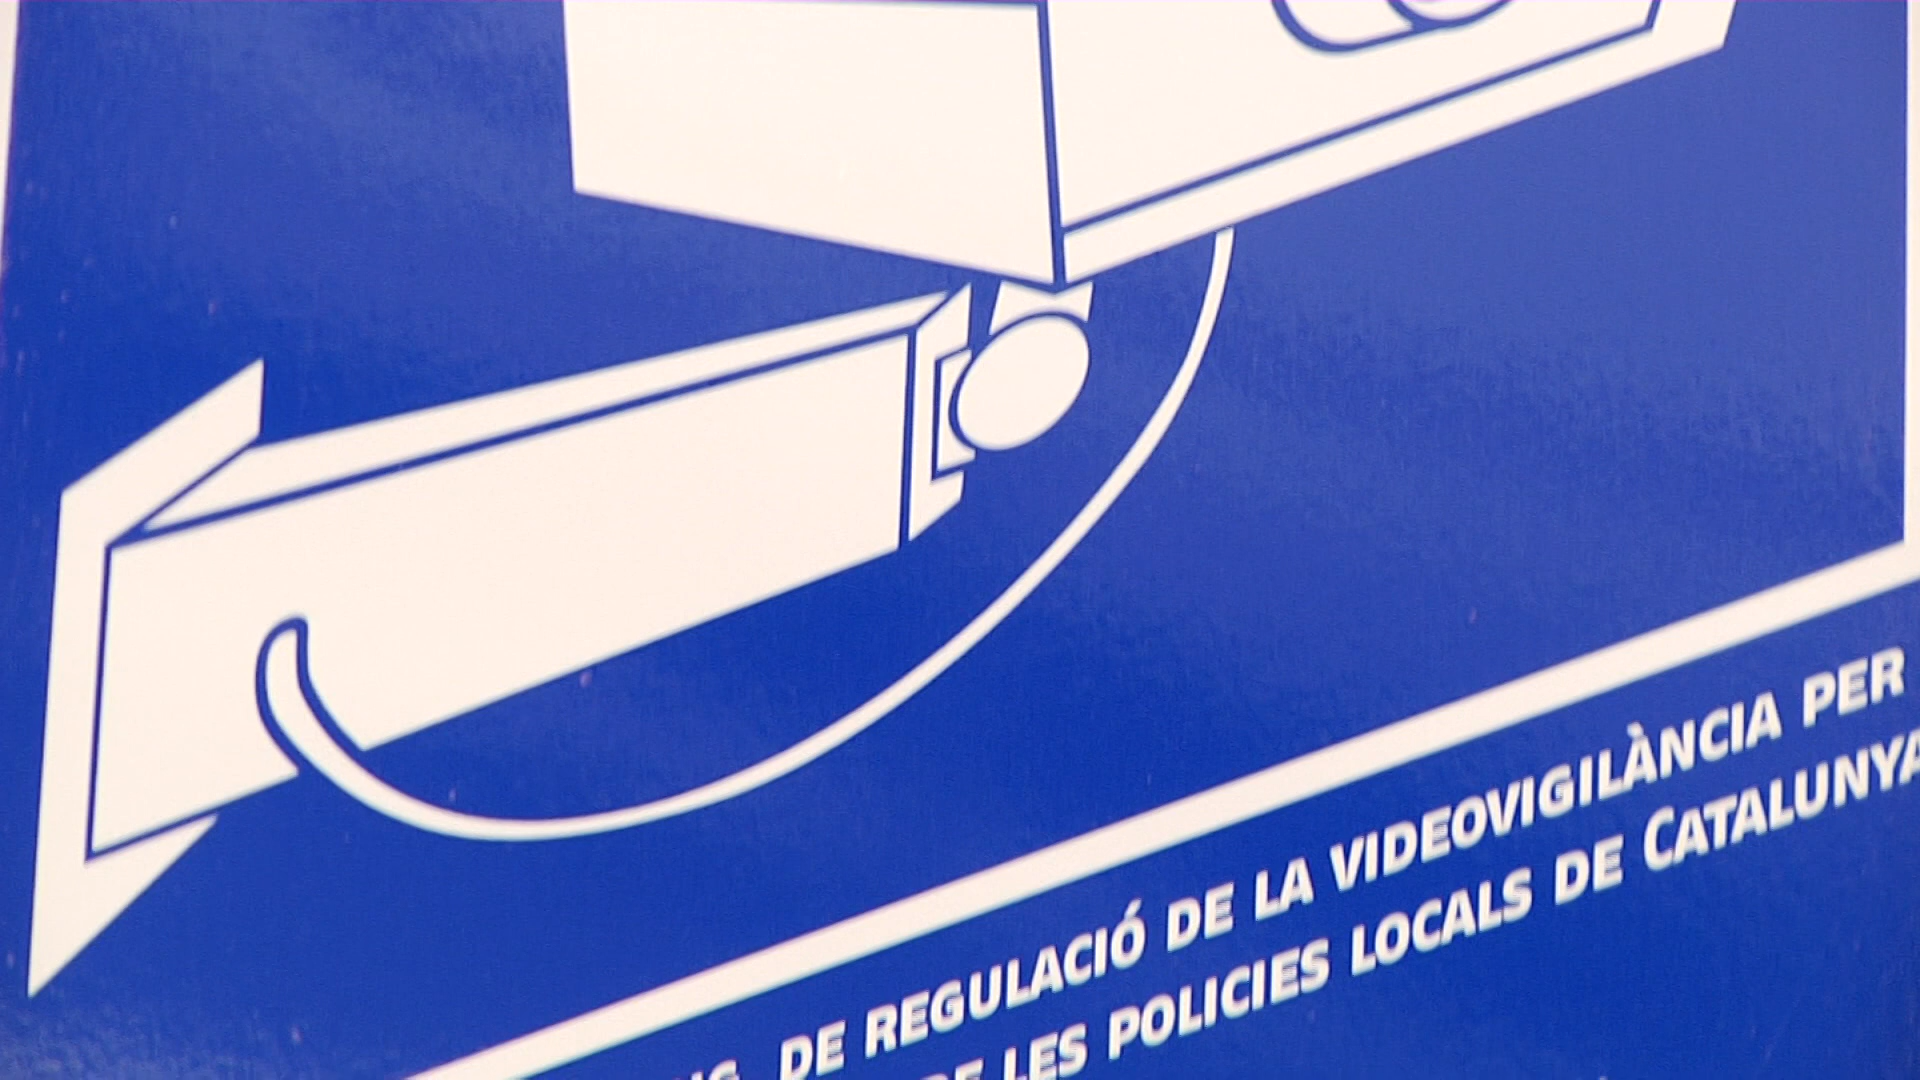 DE REGULACIÓ DE LA VIDEOVIGILÀNCIA PER
LES POLICIES LOCALS DE CATALUNYA